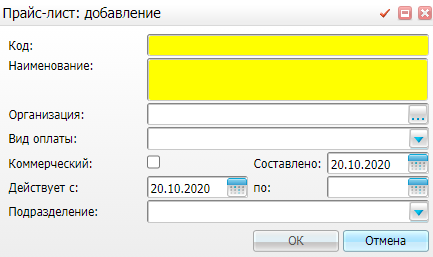 Прайс-лист: добавление
Код:
Наименование:
Организация:
...
Вид оплаты:
Коммерческий: Составлено: 20.10.2020
Действует с: 20.10.2020 по:
Подразделение:
OK Отмена